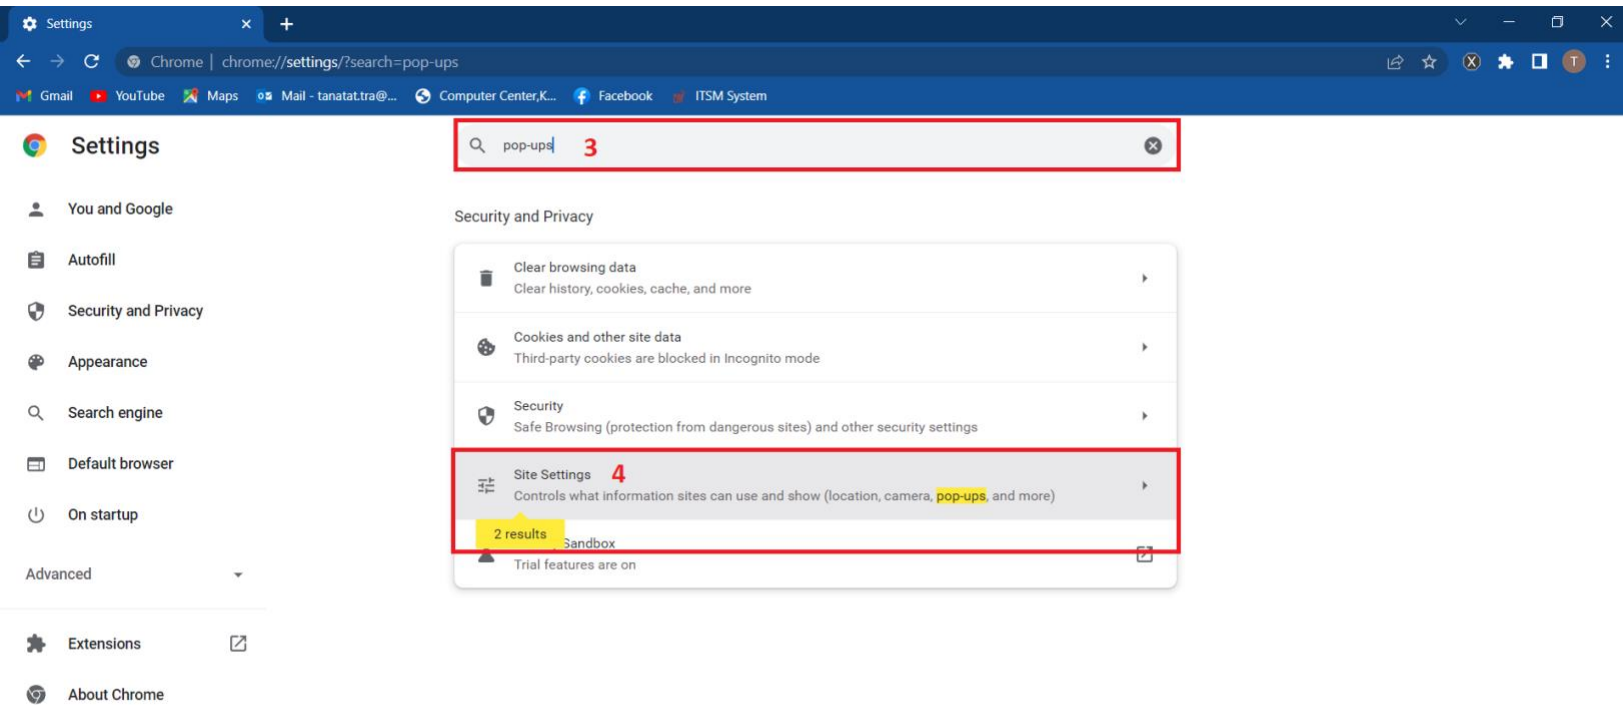 Settings
Chrome | chrome://settings/?search=pop-ups
T
Gmail YouTube Maps Mail - tanatat.tra@... Computer Center,K... Facebook ITSM System
Settings
pop-ups 3
You and Google
Autofill
Security and Privacy
Appearance
Search engine
Default browser
On startup
Advanced
Extensions
About Chrome
Security and Privacy
Clear browsing data
Clear history, cookies, cache, and more
Cookies and other site data
Third-party cookies are blocked in Incognito mode
Security
Safe Browsing (protection from dangerous sites) and other security settings
Site Settings 4
Controls what information sites can use and show (location, camera, pop-ups, and more)
2 results
Sandbox
Trial features are on